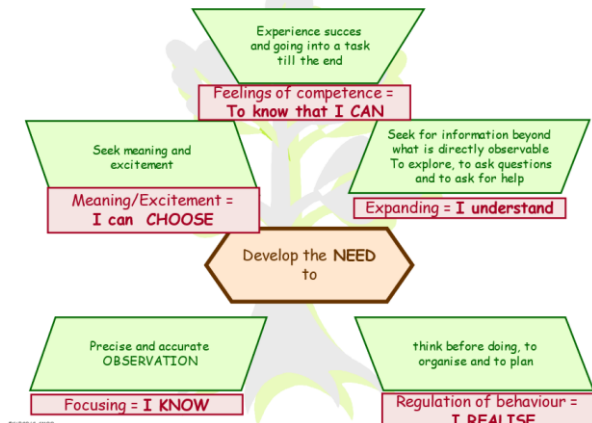 Experience succes
and going into a task
till the end
Feelings of competence =
To know that I CAN
Seek meaning and
excitement
Meaning/Excitement =
I can CHOOSE
Seek for information beyond
what is directly observable
To explore, to ask questions
and to ask for help
Expanding = I understand
Develop the NEED
to
Precise and accurate
OBSERVATION
Focusing = I KNOW
think before doing, to
organise and to plan
Regulation of behaviour =
I REALISE